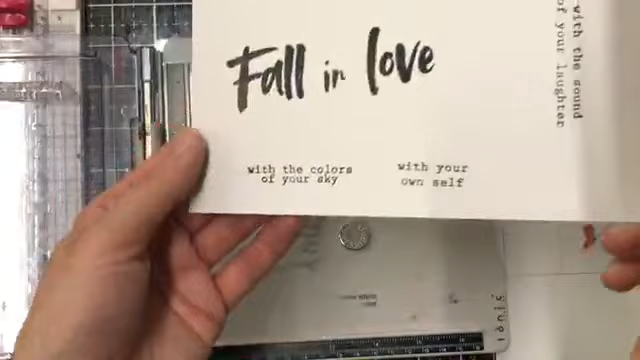 Fall in love
with the colors
of your sky
with your
own self
with the sound
of your laughter